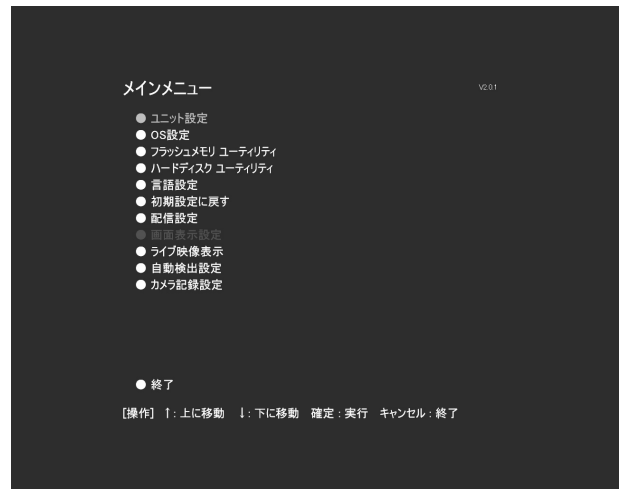 メインメニュー V2.0.1
ユニット設定
OS設定
フラッシュメモリ ユーティリティ
ハードディスク ユーティリティ
言語設定
初期設定に戻す
配信設定
画面表示設定
ライブ映像表示
自動検出設定
カメラ記録設定
終了
[操作] ↑:上に移動 ↓:下に移動 確定:実行 キャンセル:終了